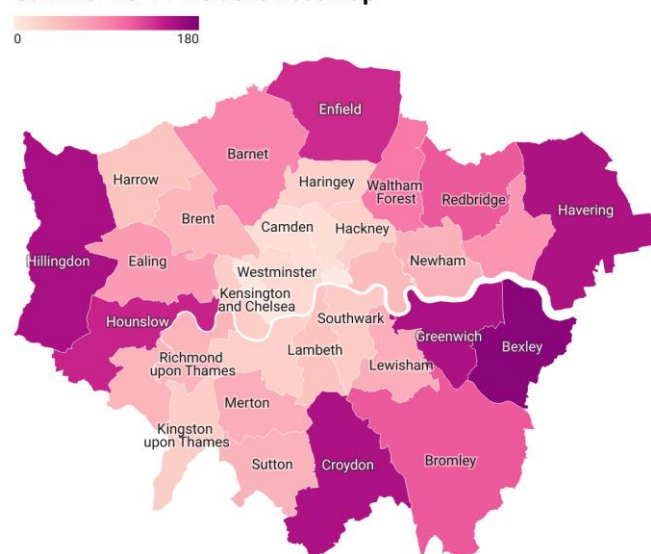 0
180
Enfield
Barnet
Harrow
Haringey
Waltham
Forest
Redbridge
Havering
Brent
Camden
Hackney
Hillingdon
Ealing
Westminster
Newham
Kensington
and Chelsea
Hounslow
Southwark
Greenwich
Bexley
Richmond
upon Thames
Lambeth
Lewisham
Merton
Kingston
upon Thames
Sutton
Croydon
Bromley